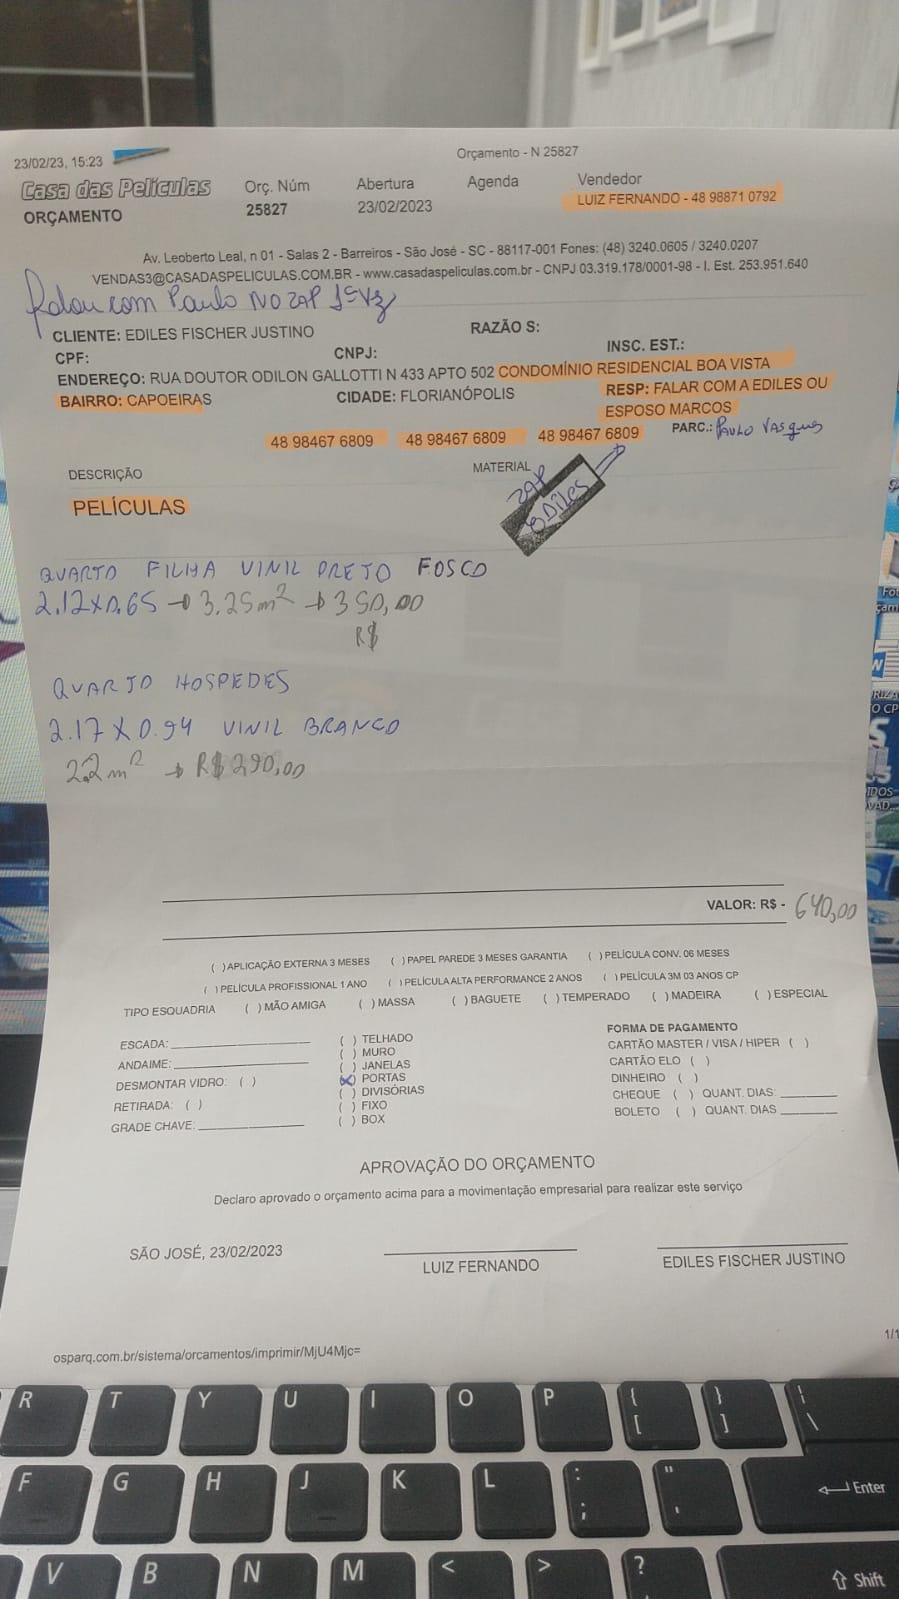 23/02/23, 15:23
Orçamento - N 25827
Casa das Películas
ORÇAMENTO
Orç. Núm
25827
Abertura
23/02/2023
Agenda
Vendedor
LUIZ FERNANDO - 48 98871 0792
Av. Leoberto Leal, n 01 - Salas 2 - Barreiros - São José - SC - 88117-001 Fones: (48) 3240.0605 / 3240.0207
VENDAS3@CASADASPELICULAS.COM.BR - www.casadaspeliculas.com.br - CNPJ 03.319.178/0001-98 - I. Est. 253.951.640
falou com Paulo NO ZAP 1ª Vz
CLIENTE: EDILES FISCHER JUSTINO RAZÃO S:
CPF: CNPJ: INSC. EST.:
ENDEREÇO: RUA DOUTOR ODILON GALLOTTI N 433 APTO 502 CONDOMÍNIO RESIDENCIAL BOA VISTA
BAIRRO: CAPOEIRAS CIDADE: FLORIANÓPOLIS RESP: FALAR COM A EDILES OU
ESPOSO MARCOS
48 98467 6809 48 98467 6809 48 98467 6809 PARC.: PAULO VASques
DESCRIÇÃO MATERIAL
ZAP
EDiles
PELÍCULAS
QUARTO FILHA VINIL PRETO FOSCO
2.12x0.65 → 3.25m² → 350,00
R$
QUARTO HOSPEDES
2.17 X 0.94 VINIL BRANCO
2.2 m² → R$ 290,00
VALOR: R$ - 640,00
( )APLICAÇÃO EXTERNA 3 MESES ( )PAPEL PAREDE 3 MESES GARANTIA ( )PELÍCULA CONV. 06 MESES
( )PELÍCULA PROFISSIONAL 1 ANO ( )PELÍCULA ALTA PERFORMANCE 2 ANOS ( )PELÍCULA 3M 03 ANOS CP
TIPO ESQUADRIA ( )MÃO AMIGA ( )MASSA ( )BAGUETE ( )TEMPERADO ( )MADEIRA ( )ESPECIAL
ESCADA:
ANDAIME:
DESMONTAR VIDRO: ( )
RETIRADA: ( )
GRADE CHAVE:
( ) TELHADO
( ) MURO
( ) JANELAS
(X) PORTAS
( ) DIVISÓRIAS
( ) FIXO
( ) BOX
FORMA DE PAGAMENTO
CARTÃO MASTER / VISA / HIPER ( )
CARTÃO ELO ( )
DINHEIRO ( )
CHEQUE ( ) QUANT. DIAS:
BOLETO ( ) QUANT. DIAS
APROVAÇÃO DO ORÇAMENTO
Declaro aprovado o orçamento acima para a movimentação empresarial para realizar este serviço
SÃO JOSÉ, 23/02/2023
LUIZ FERNANDO
EDILES FISCHER JUSTINO
1/1
osparq.com.br/sistema/orcamentos/imprimir/MjU4Mjc=
R T Y U I O P { [ } ] ¦ \
F G H J K L : ; " ' Enter
V B N M < > ? Shift